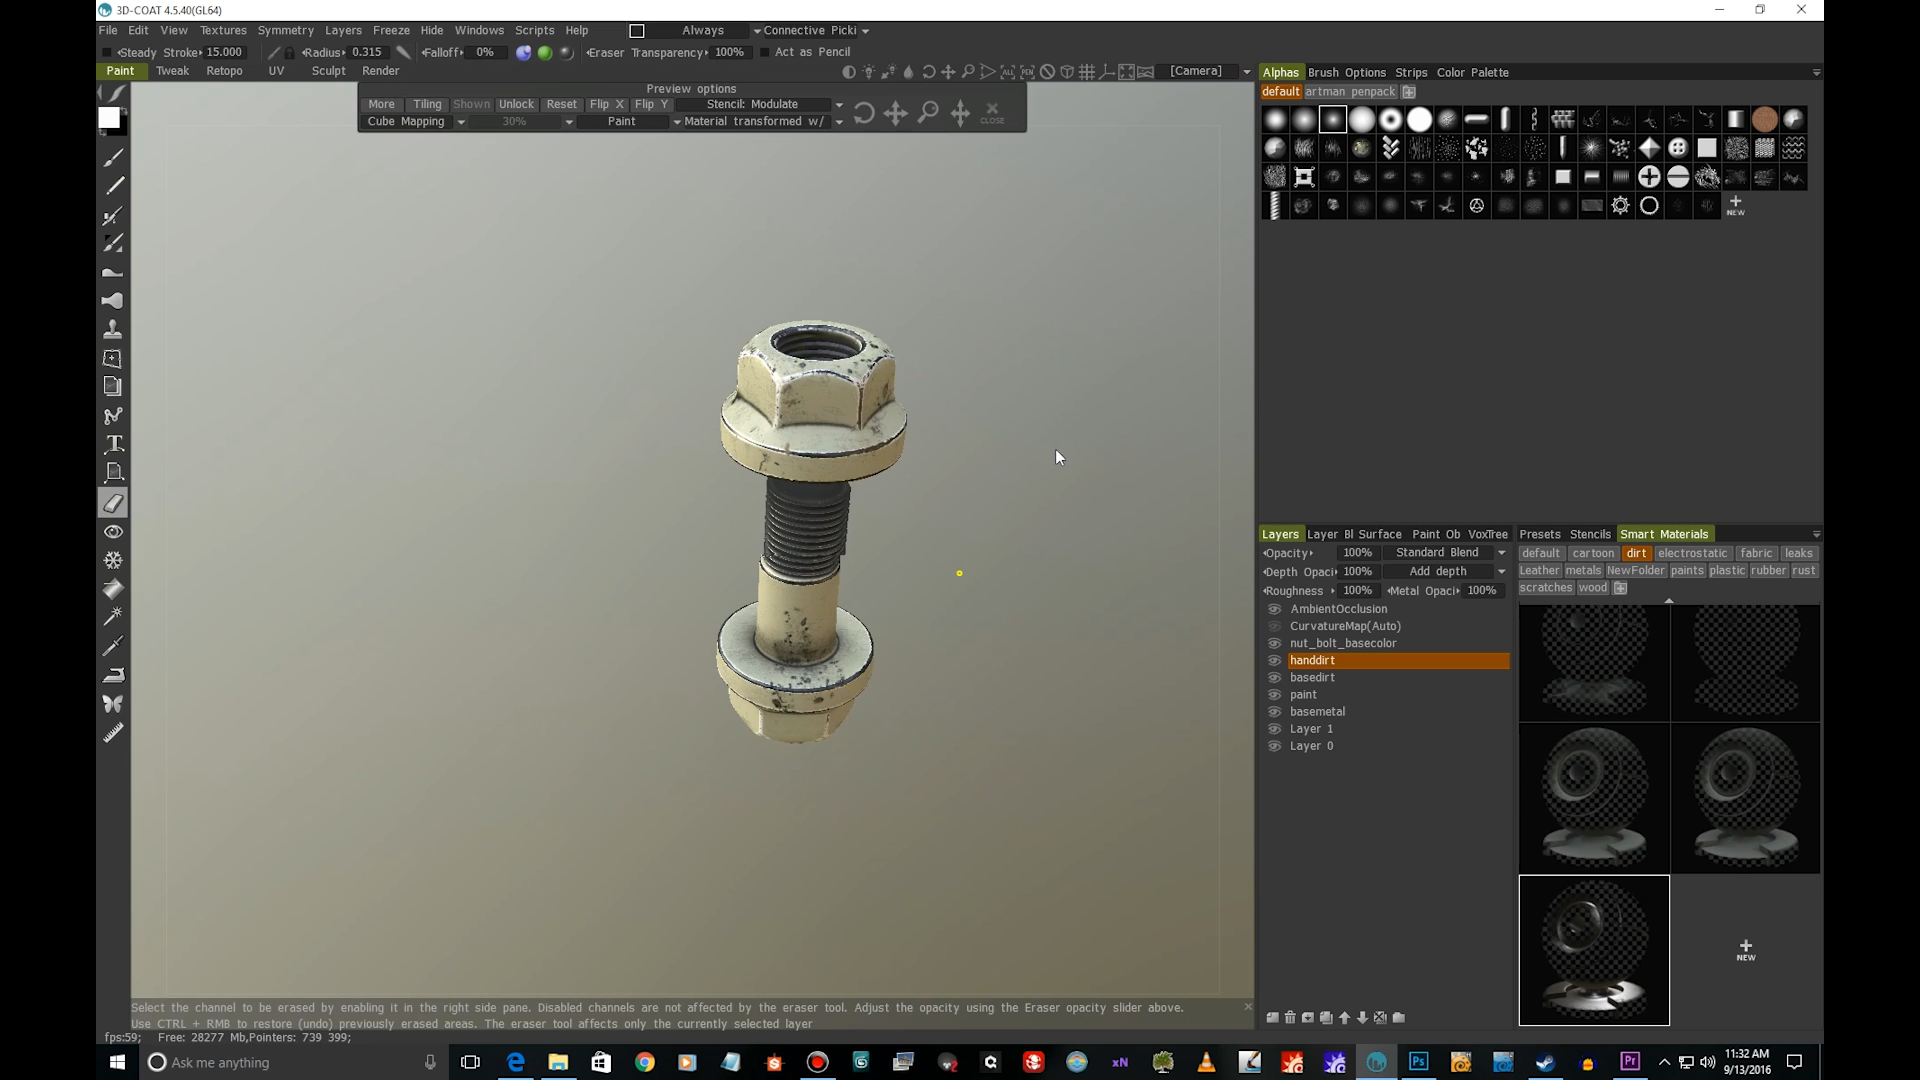 3D-COAT 4.5.40(GL64)
File Edit View Textures Symmetry Layers Freeze Hide Windows Scripts Help Always Connective Picki
Steady Stroke 15.000 Radius 0.315 Falloff 0% Eraser Transparency 100% Act as Pencil
Paint Tweak Retopo UV Sculpt Render [Camera]
Preview options
More Tiling Shown Unlock Reset Flip X Flip Y Stencil: Modulate
Cube Mapping 30% Paint Material transformed w/ CLOSE
Alphas Brush Options Strips Color Palette
default artman penpack
NEW
Layers Layer Bl Surface Paint Ob VoxTree
Opacity 100% Standard Blend
Depth Opaci 100% Add depth
Roughness 100% Metal Opaci 100%
AmbientOcclusion
CurvatureMap(Auto)
nut_bolt_basecolor
handdirt
basedirt
paint
basemetal
Layer 1
Layer 0
Presets Stencils Smart Materials
default cartoon dirt electrostatic fabric leaks
Leather metals NewFolder paints plastic rubber rust
scratches wood
NEW
Select the channel to be erased by enabling it in the right side pane. Disabled channels are not affected by the eraser tool. Adjust the opacity using the Eraser opacity slider above.
Use CTRL + RMB to restore (undo) previously erased areas. The eraser tool affects only the currently selected layer
fps:59; Free: 28277 Mb,Pointers: 739 399;
Ask me anything
11:32 AM
9/13/2016